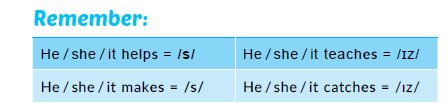 Remember:
He / she / it helps = /s/ He / she / it teaches = /ɪz/
He / she / it makes = /s/ He / she / it catches = /ɪz/